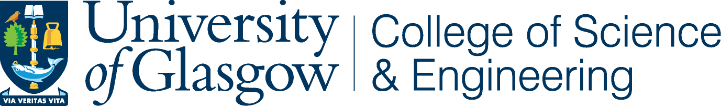 University
of Glasgow
College of Science
& Engineering
VIA VERITAS VITA